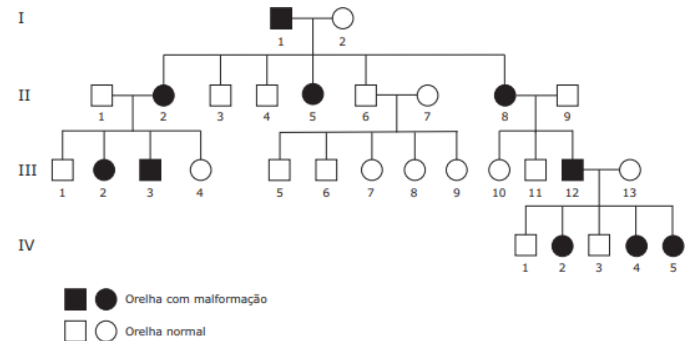 I
1 2
II
1 2 3 4 5 6 7 8 9
III
1 2 3 4 5 6 7 8 9 10 11 12 13
IV
1 2 3 4 5
Orelha com malformação
Orelha normal